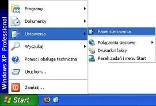 Windows XP Professional
Programy
Dokumenty
Ustawienia
Wyszukaj
Pomoc i obsługa techniczna
Uruchom...
Zamknij...
Panel sterowania
Połączenia sieciowe
Drukarki i faksy
Pasek zadań i menu Start
Start